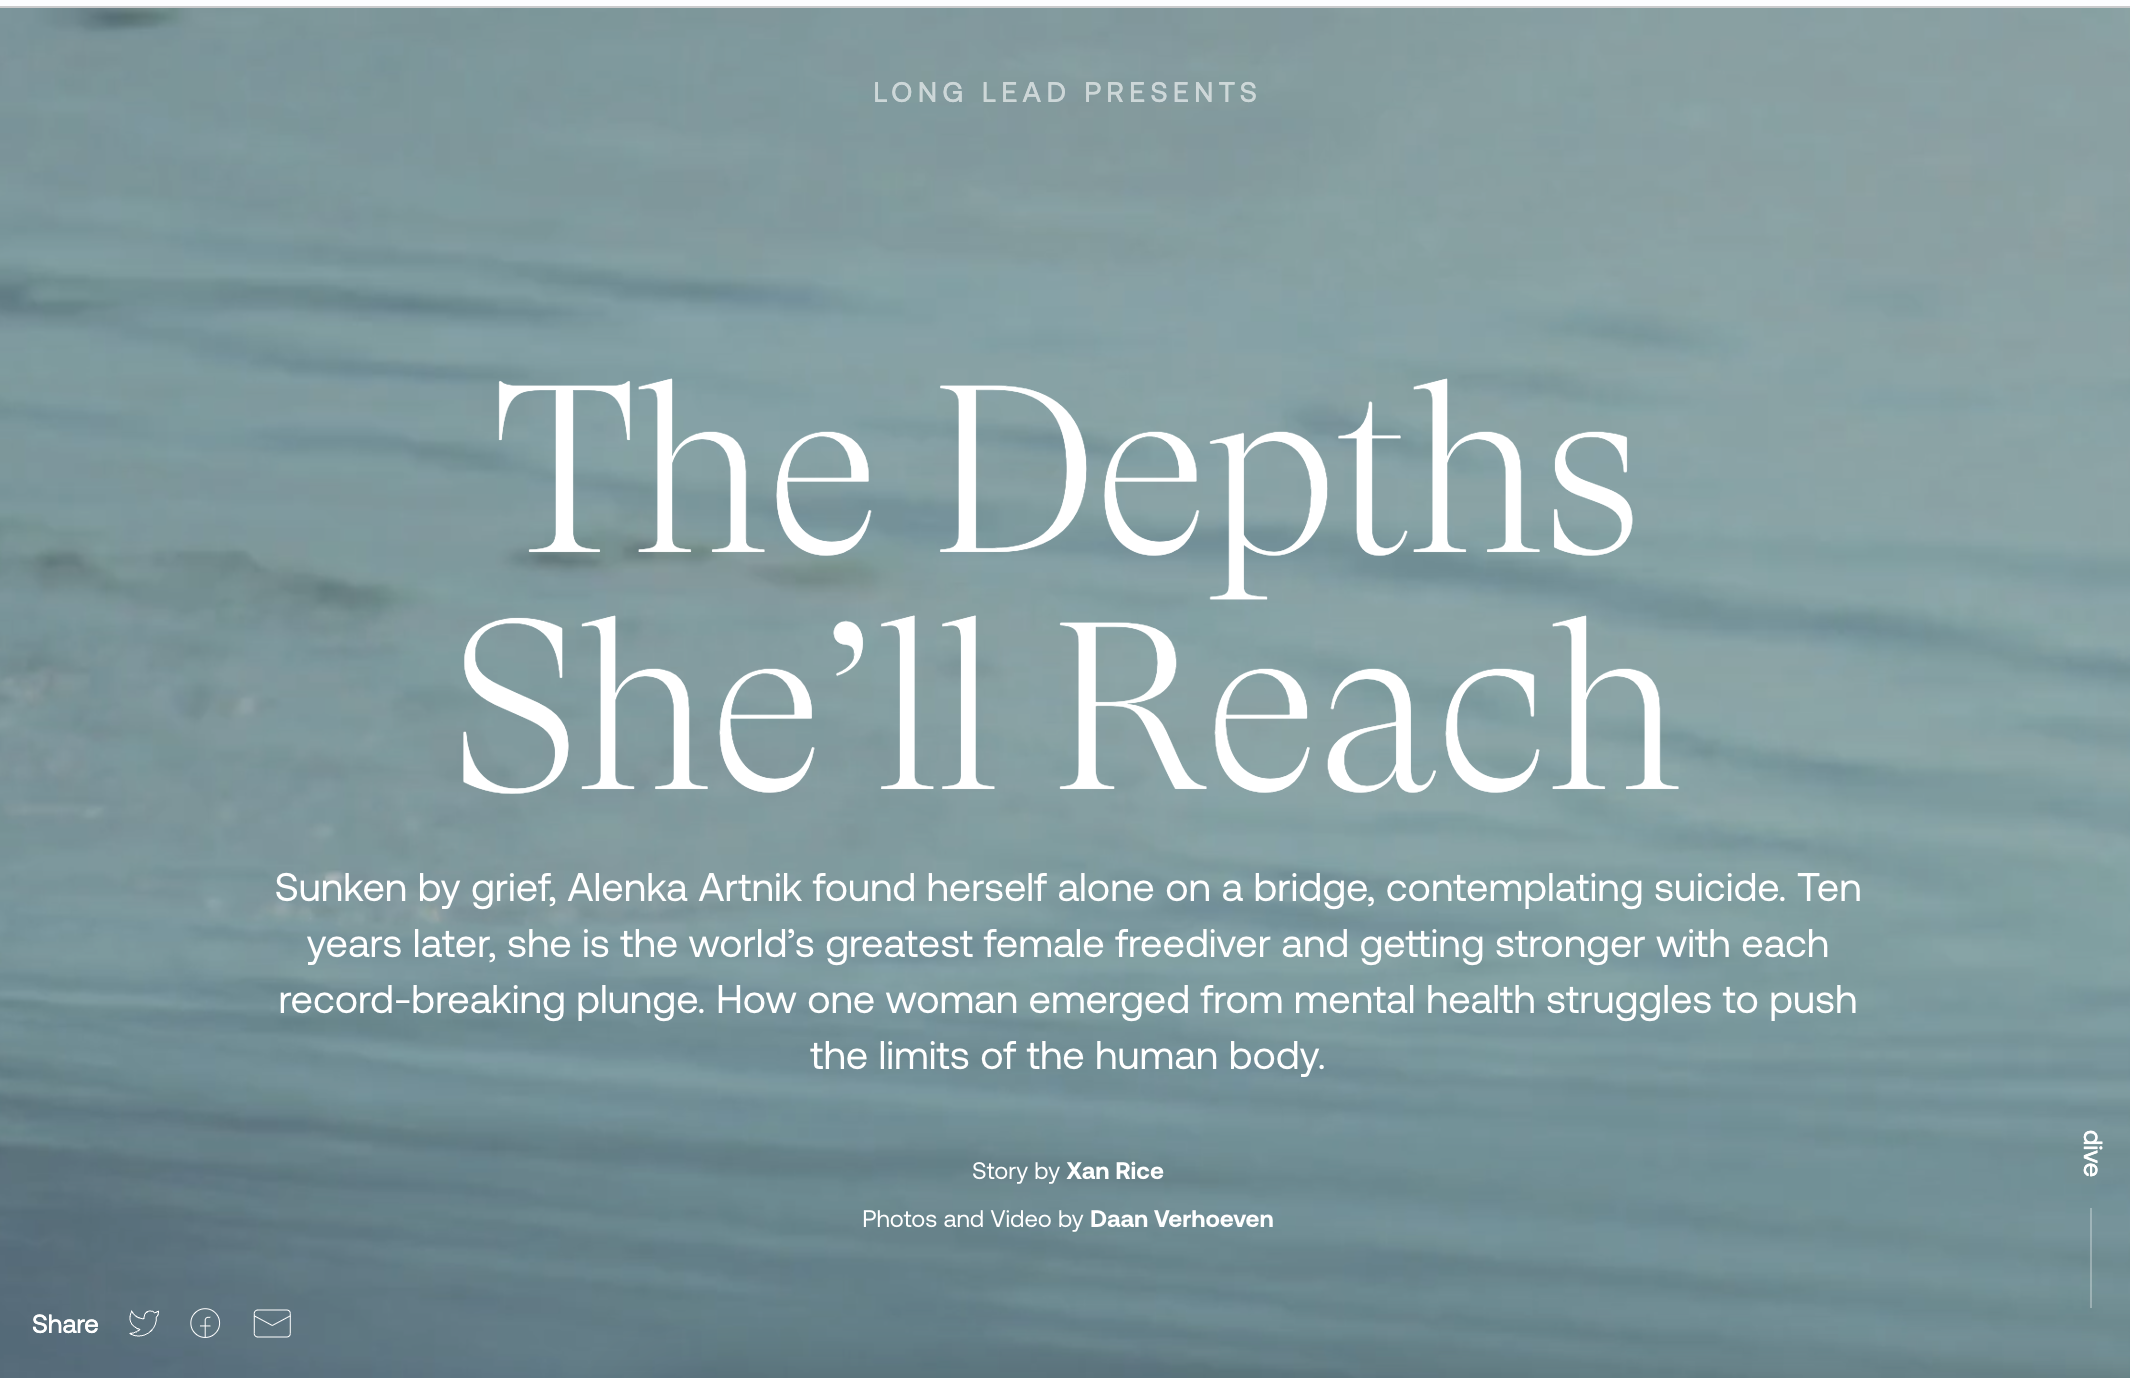 LONG LEAD PRESENTS
The Depths
She’ll Reach
Sunken by grief, Alenka Artnik found herself alone on a bridge, contemplating suicide. Ten
years later, she is the world’s greatest female freediver and getting stronger with each
record-breaking plunge. How one woman emerged from mental health struggles to push
the limits of the human body.
Story by Xan Rice
Photos and Video by Daan Verhoeven
dive
Share